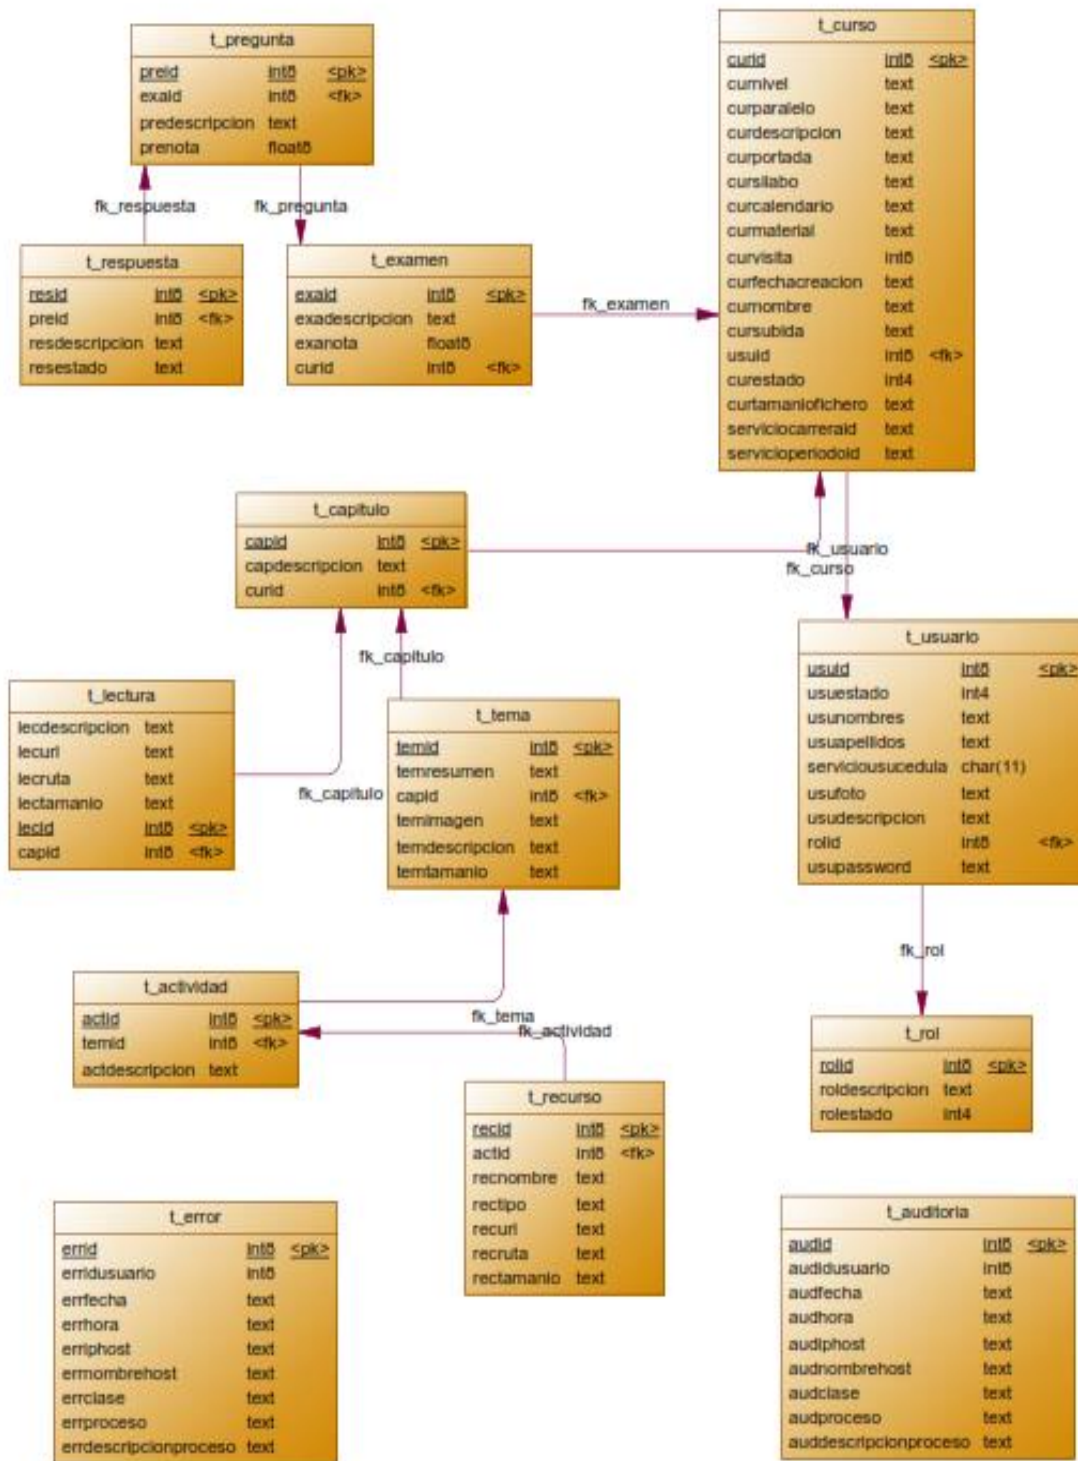 t_pregunta
preid int8 <pk>
exaid int8 <fk>
predescripcion text
prenota float8
fk_respuesta
fk_pregunta
t_respuesta
resid int8 <pk>
preid int8 <fk>
resdescripcion text
resestado text
t_examen
exaid int8 <pk>
exadescripcion text
exanota float8
curid int8 <fk>
fk_examen
t_curso
curid int8 <pk>
curnivel text
curparalelo text
curdescripcion text
curportada text
cursilabo text
curcalendario text
curmaterial text
curvisita int8
curfechacreacion text
curnombre text
cursubida text
usuid int8 <fk>
curestado int4
curtamaniofichero text
serviciocarreraid text
servicioperiodoid text
t_capitulo
capid int8 <pk>
capdescripcion text
curid int8 <fk>
fk_usuario
fk_curso
fk_capitulo
t_lectura
lecdescripcion text
lecurl text
lecruta text
lectamanio text
lecid int8 <pk>
capid int8 <fk>
fk_capitulo
t_tema
temid int8 <pk>
temresumen text
capid int8 <fk>
temimagen text
temdescripcion text
temtamanio text
t_usuario
usuid int8 <pk>
usuestado int4
usunombres text
usuapellidos text
serviciousucedula char(11)
usufoto text
usudescripcion text
rolid int8 <fk>
usupassword text
fk_rol
t_actividad
actid int8 <pk>
temid int8 <fk>
actdescripcion text
fk_tema
fk_actividad
t_recurso
recid int8 <pk>
actid int8 <fk>
recnombre text
rectipo text
recurl text
recruta text
rectamanio text
t_rol
rolid int8 <pk>
roldescripcion text
rolestado int4
t_error
errid int8 <pk>
erridusuario int8
errfecha text
errhora text
erriphost text
errnombrehost text
errclase text
errproceso text
errdescripcionproceso text
t_auditoria
audid int8 <pk>
audidusuario int8
audfecha text
audhora text
audiphost text
audnombrehost text
audclase text
audproceso text
auddescripcionproceso text